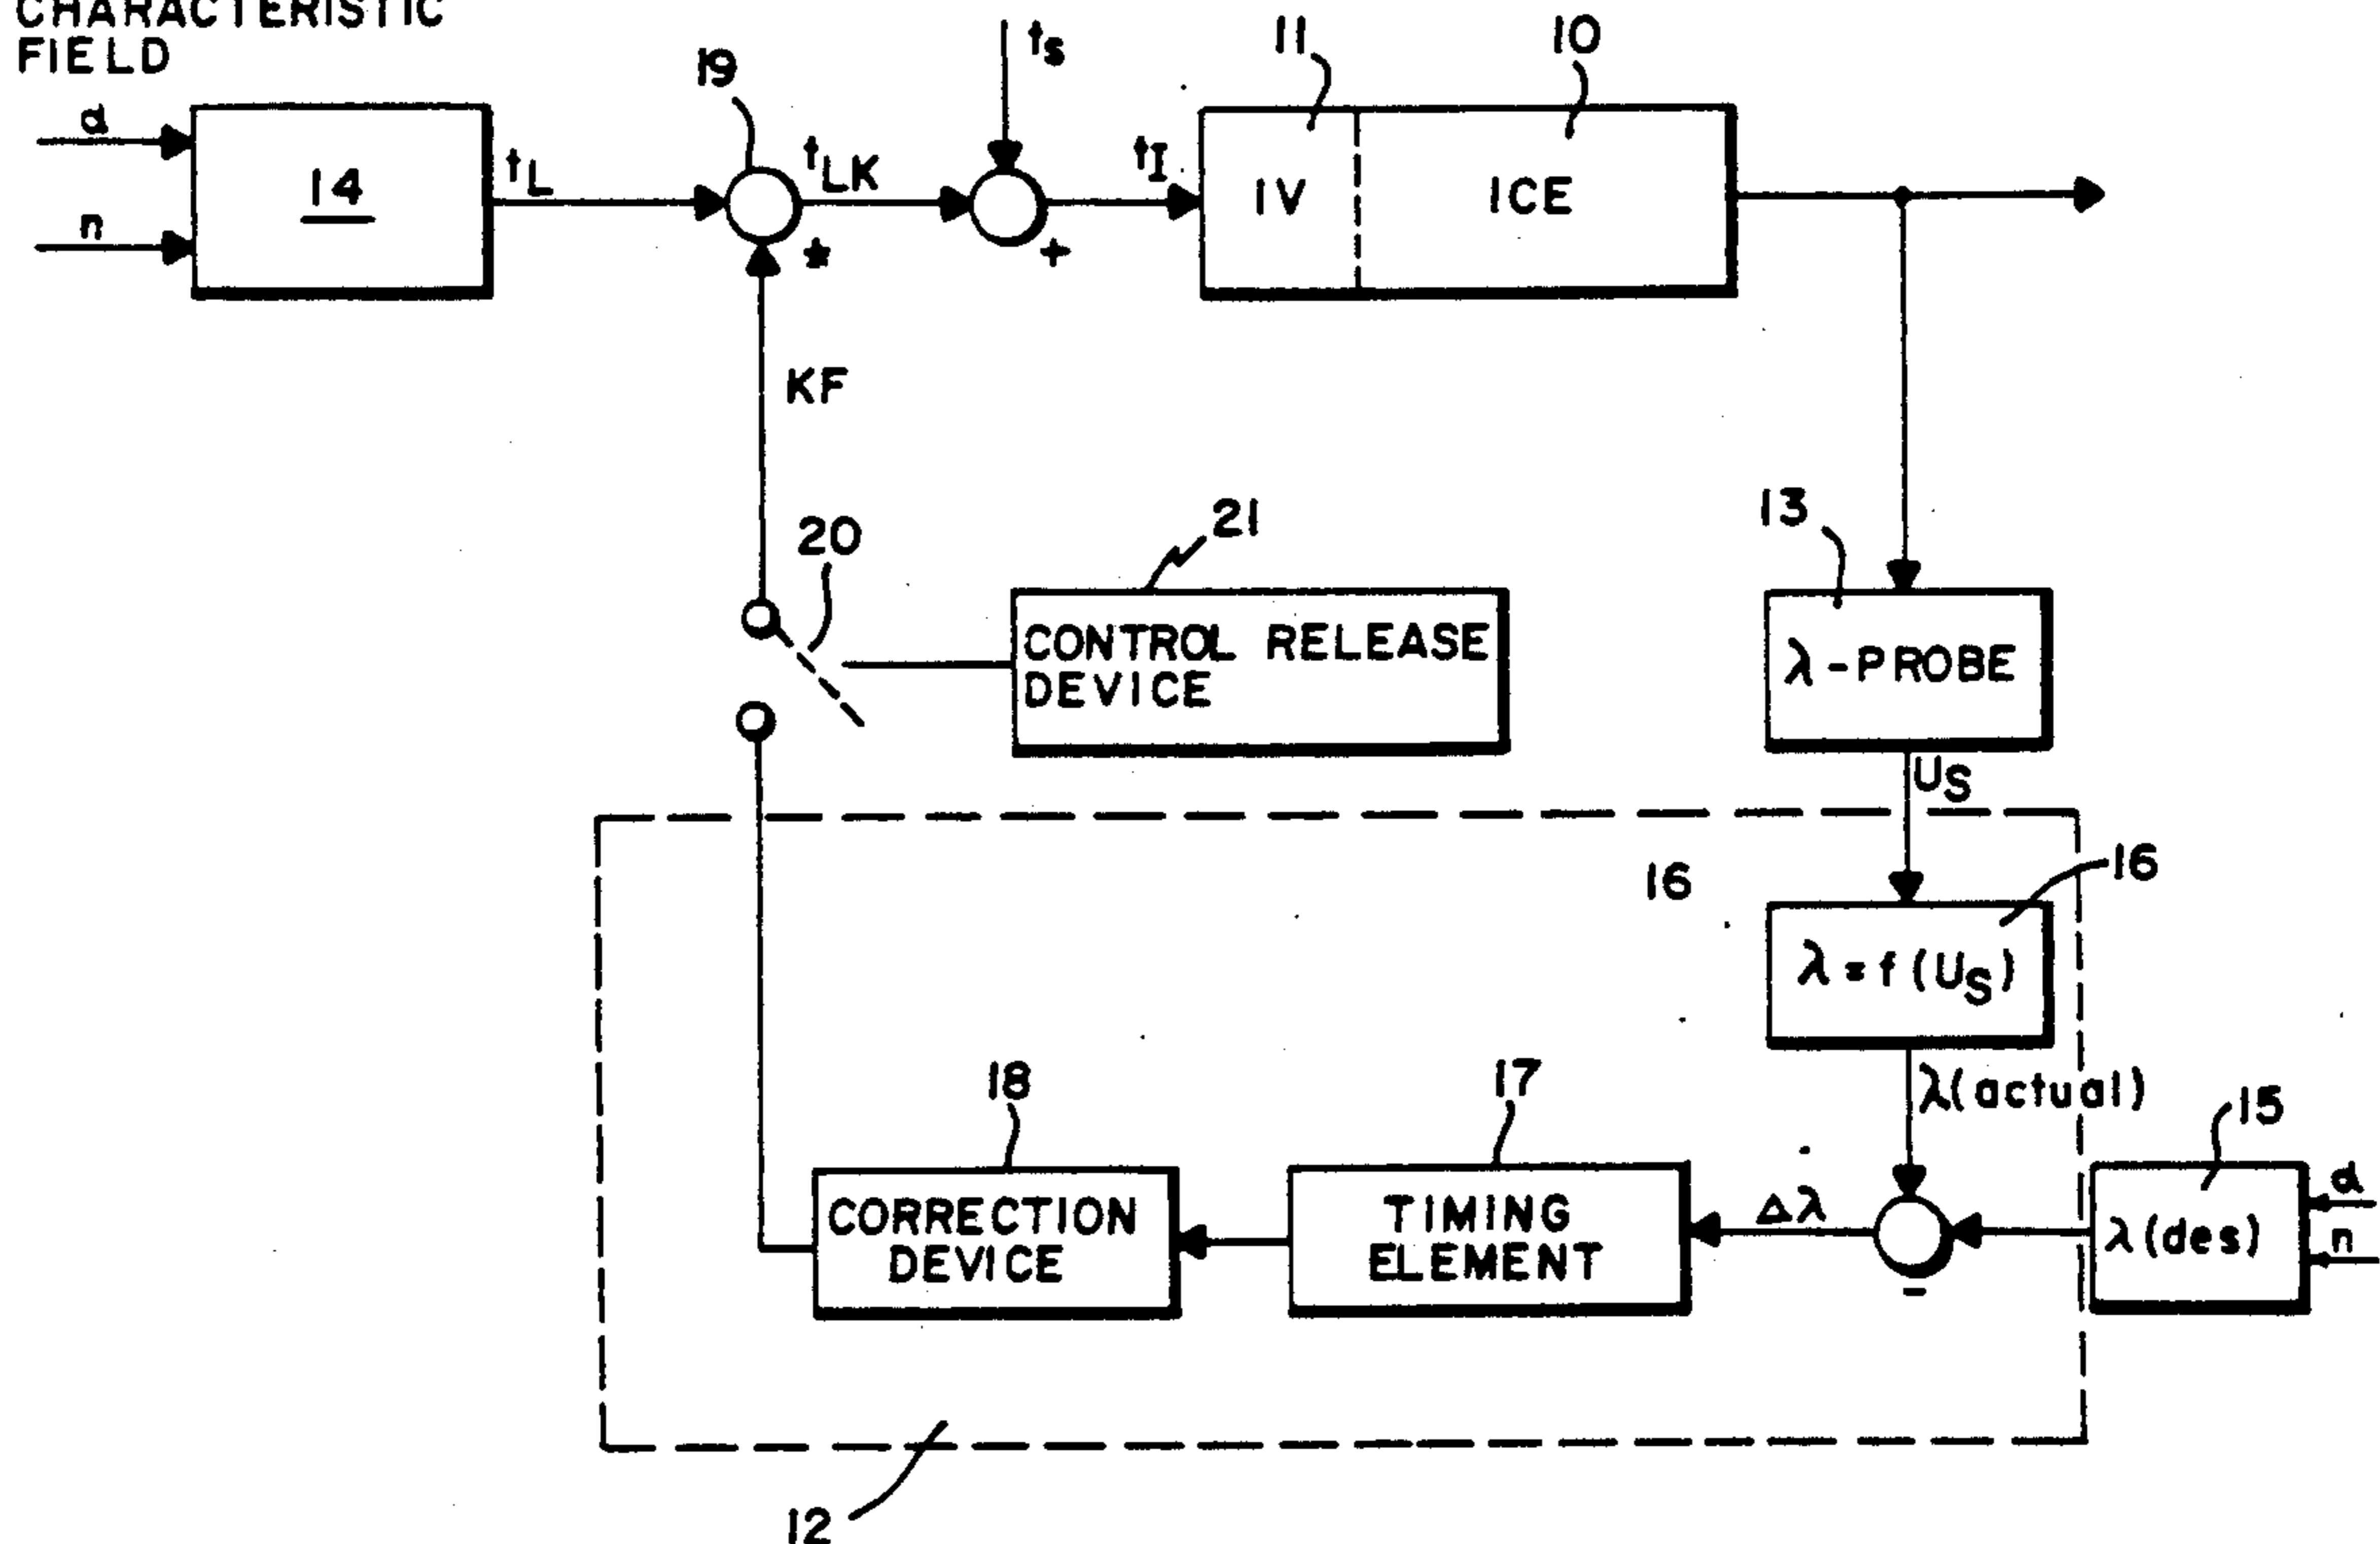 CHARACTERISTIC
FIELD
α
n
14
tL
19
tLK
*
KF
tS
+
tI
11
10
IV
ICE
20
21
CONTROL RELEASE
DEVICE
13
λ-PROBE
US
16
16
λ=f(US)
λ(actual)
15
α
n
λ(des)
-
Δλ
17
TIMING
ELEMENT
18
CORRECTION
DEVICE
12